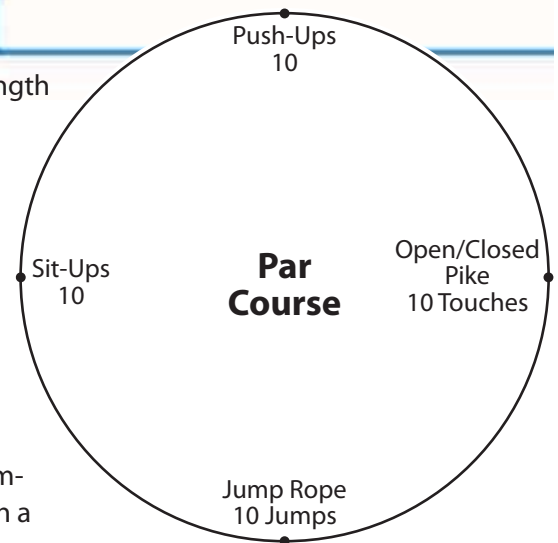 Push-Ups
10
ngth
Open/Closed
Pike
10 Touches
Sit-Ups
10
Par
Course
m-
a
Jump Rope
10 Jumps